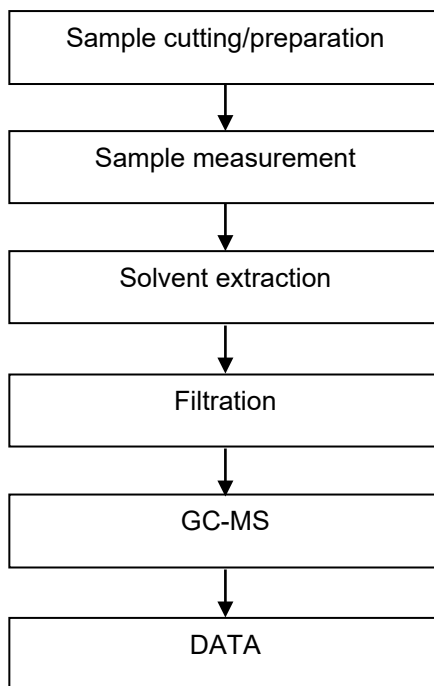 Sample cutting/preparation
Sample measurement
Solvent extraction
Filtration
GC-MS
DATA